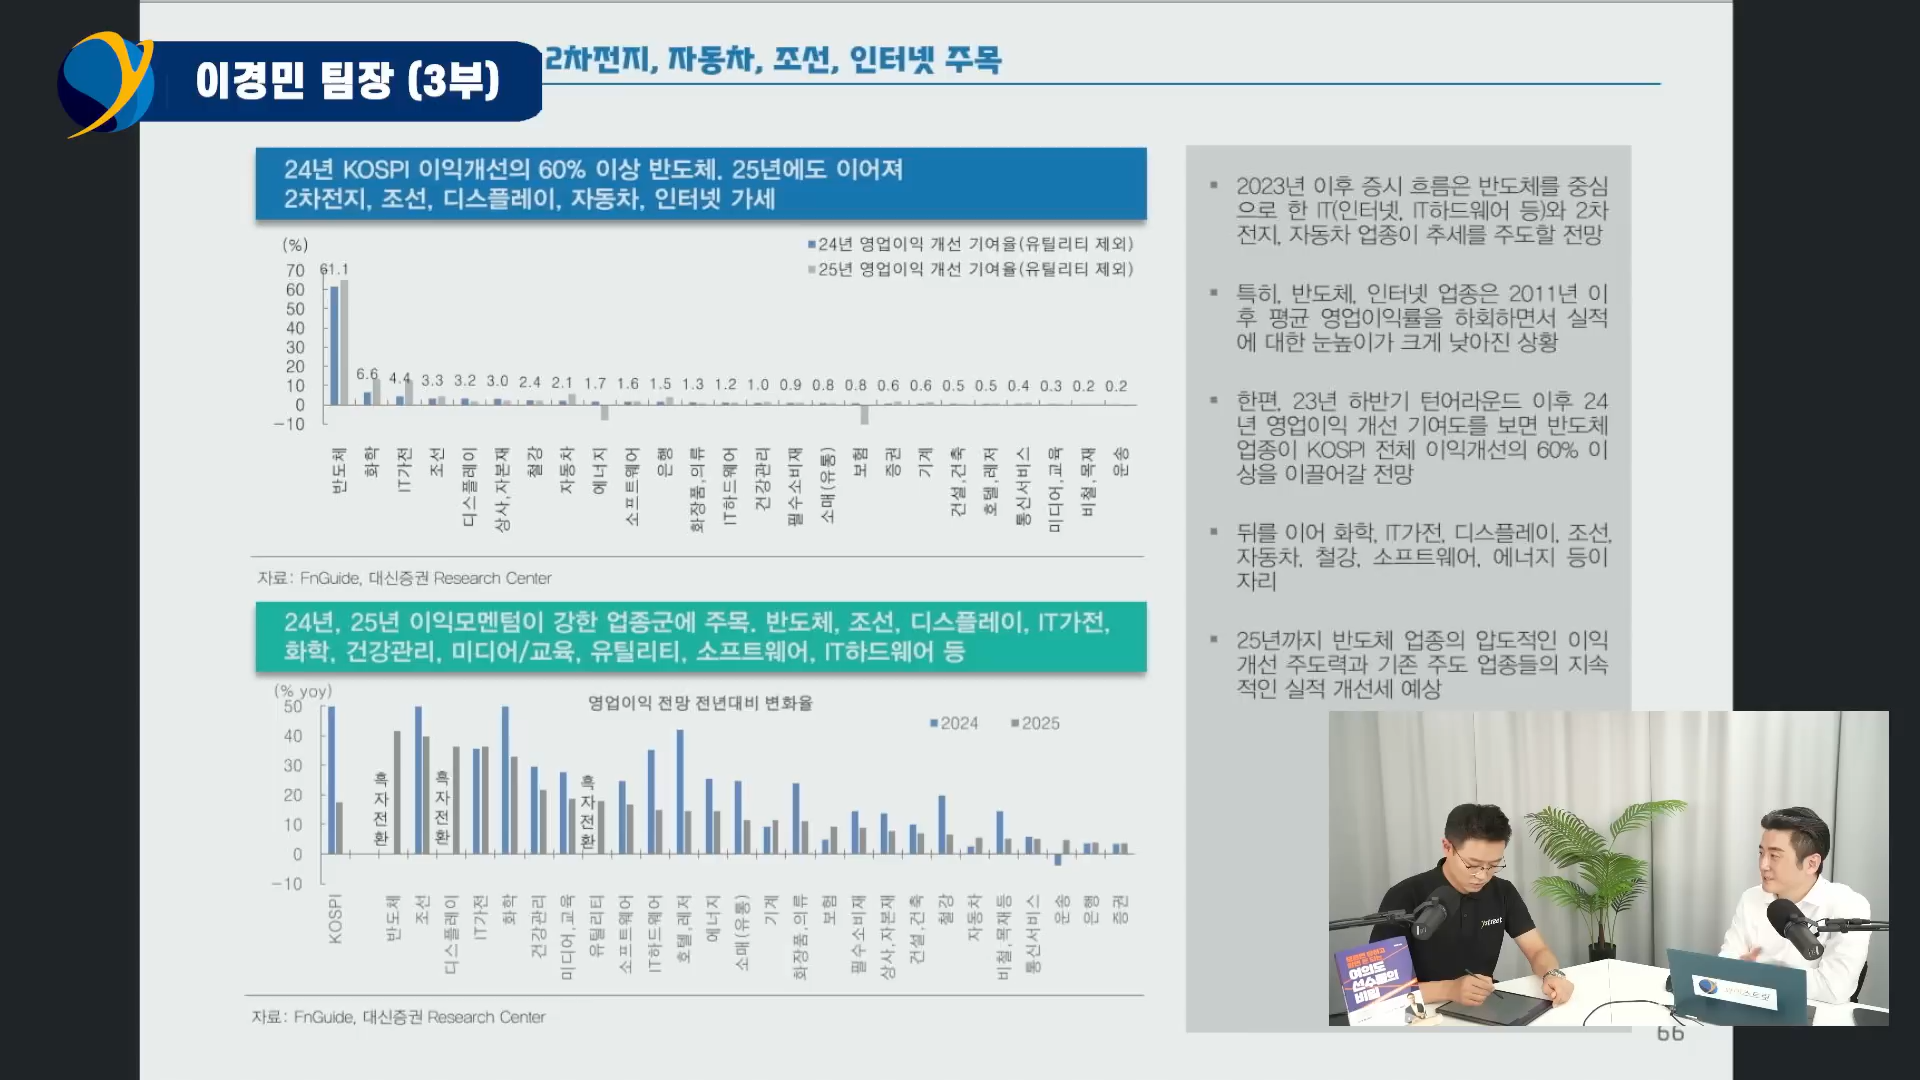 이경민 팀장 (3부)
2차전지, 자동차, 조선, 인터넷 주목
24년 KOSPI 이익개선의 60% 이상 반도체. 25년에도 이어져
2차전지, 조선, 디스플레이, 자동차, 인터넷 가세
(%)
24년 영업이익 개선 기여율(유틸리티 제외)
25년 영업이익 개선 기여율(유틸리티 제외)
70
60
50
40
30
20
10
0
-10
61.1
6.6
4.4
3.3
3.2
3.0
2.4
2.1
1.7
1.6
1.5
1.3
1.2
1.0
0.9
0.8
0.8
0.6
0.6
0.5
0.5
0.4
0.3
0.2
0.2
반도체
화학
IT가전
조선
디스플레이
상사,자본재
철강
자동차
에너지
소프트웨어
은행
화장품,의류
IT하드웨어
건강관리
필수소비재
소매(유통)
보험
증권
기계
건설,건축
호텔,레저
통신서비스
미디어,교육
비철,목재
운송
자료: FnGuide, 대신증권 Research Center
24년, 25년 이익모멘텀이 강한 업종군에 주목. 반도체, 조선, 디스플레이, IT가전,
화학, 건강관리, 미디어/교육, 유틸리티, 소프트웨어, IT하드웨어 등
(% yoy)
영업이익 전망 전년대비 변화율
2024
2025
50
40
30
20
10
0
-10
흑자전환
흑자전환
흑자전환
KOSPI
반도체
조선
디스플레이
IT가전
화학
건강관리
미디어,교육
유틸리티
소프트웨어
IT하드웨어
호텔,레저
에너지
소매(유통)
기계
화장품,의류
보험
필수소비재
상사,자본재
건설,건축
철강
자동차
비철,목재등
통신서비스
운송
은행
증권
자료: FnGuide, 대신증권 Research Center
2023년 이후 증시 흐름은 반도체를 중심
으로 한 IT(인터넷, IT하드웨어 등)와 2차
전지, 자동차 업종이 추세를 주도할 전망
특히, 반도체, 인터넷 업종은 2011년 이
후 평균 영업이익률을 하회하면서 실적
에 대한 눈높이가 크게 낮아진 상황
한편, 23년 하반기 턴어라운드 이후 24
년 영업이익 개선 기여도를 보면 반도체
업종이 KOSPI 전체 이익개선의 60% 이
상을 이끌어갈 전망
뒤를 이어 화학, IT가전, 디스플레이, 조선,
자동차, 철강, 소프트웨어, 에너지 등이
자리
25년까지 반도체 업종의 압도적인 이익
개선 주도력과 기존 주도 업종들의 지속
적인 실적 개선세 예상
여의도
선수들의
비밀
와이스트릿
66